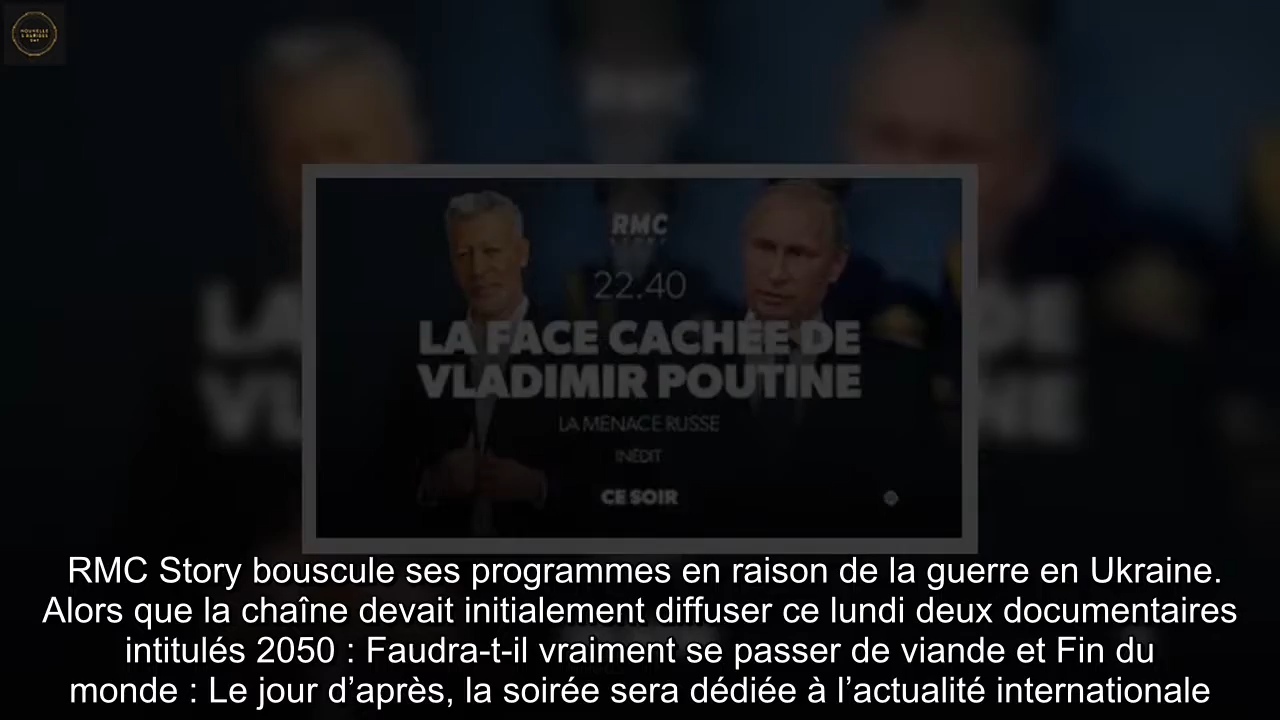 NOUVELLE
RMC
STORY
22.40
LA FACE CACHÉE DE
VLADIMIR POUTINE
LA MENACE RUSSE
INÉDIT
CE SOIR
RMC Story bouscule ses programmes en raison de la guerre en Ukraine.
Alors que la chaîne devait initialement diffuser ce lundi deux documentaires
intitulés 2050 : Faudra-t-il vraiment se passer de viande et Fin du
monde : Le jour d’après, la soirée sera dédiée à l’actualité internationale